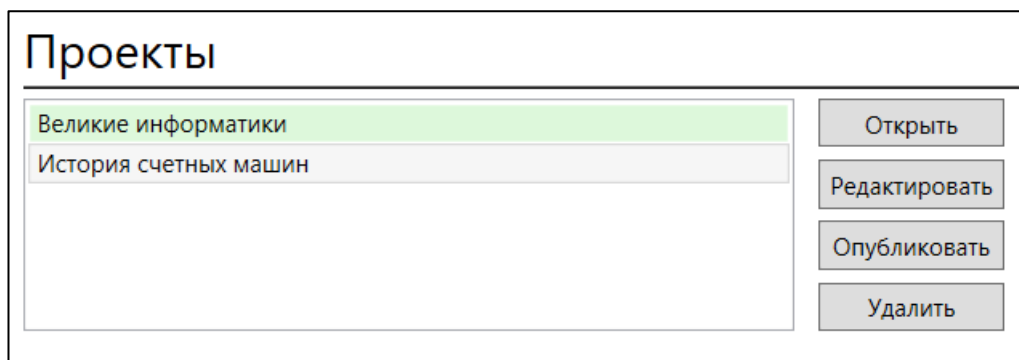 Проекты
Великие информатики
История счетных машин
Открыть
Редактировать
Опубликовать
Удалить